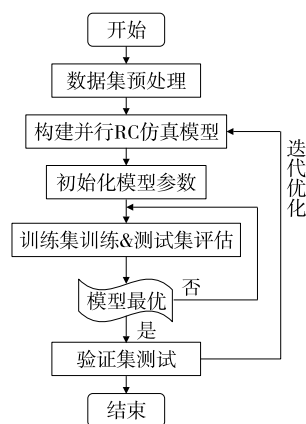 开始
数据集预处理
构建并行RC仿真模型
初始化模型参数
迭代优化
训练集训练&测试集评估
模型最优
否
是
验证集测试
结束